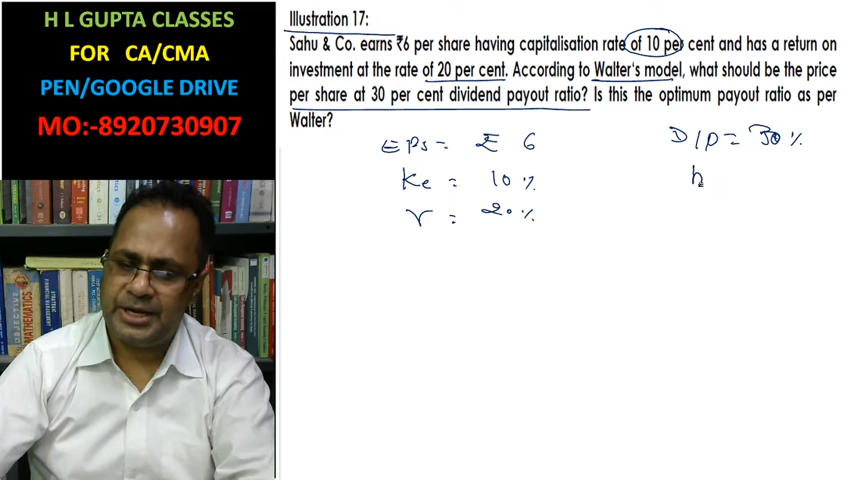 H L GUPTA CLASSES
FOR CA/CMA
PEN/GOOGLE DRIVE
MO:-8920730907
Illustration 17:
Sahu & Co. earns ₹6 per share having capitalisation rate of 10 per cent and has a return on
investment at the rate of 20 per cent. According to Walter's model, what should be the price
per share at 30 per cent dividend payout ratio? Is this the optimum payout ratio as per
Walter?
EPS = ₹ 6
Ke = 10 %
r = 20 %
D/P = 30 %
OBJECTIVE
MATHEMATICS